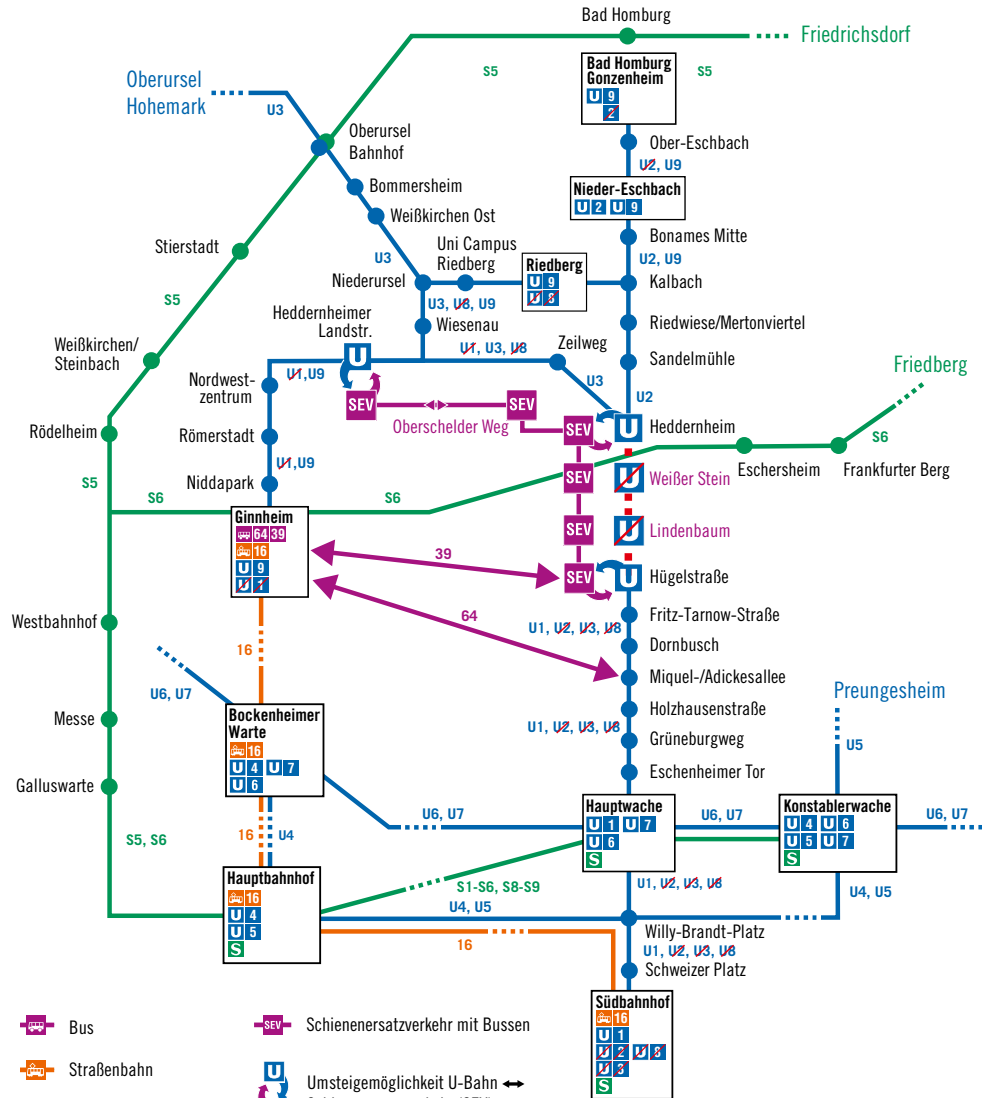 Bad Homburg
Friedrichsdorf
S5
S5
Bad Homburg
Gonzenheim
U 9
2
Oberursel
Hohemark
U3
Oberursel
Bahnhof
Ober-Eschbach
U2, U9
Bommersheim
Nieder-Eschbach
U 2 U 9
Weißkirchen Ost
Bonames Mitte
Stierstadt
U3
Uni Campus
Riedberg
U2, U9
Riedberg
U 9
U 8
Niederursel
Kalbach
S5
U3, U8, U9
Heddernheimer
Landstr.
U
Wiesenau
Riedwiese/Mertonviertel
Weißkirchen/
Steinbach
U1, U3, U8
Zeilweg
Sandelmühle
Friedberg
U1,U9
Nordwest-
zentrum
U3
U2
SEV
SEV
Oberschelder Weg
SEV
U
Heddernheim
Rödelheim
Römerstadt
S6
Eschersheim
Frankfurter Berg
U1,U9
S5
Niddapark
SEV
U
Weißer Stein
S6
S6
Ginnheim
64 39
16
U 9
U 1
SEV
U
Lindenbaum
39
SEV
U
Hügelstraße
Westbahnhof
64
Fritz-Tarnow-Straße
U1, U2, U3, U8
Dornbusch
16
U6, U7
Miquel-/Adickesallee
Preungesheim
Messe
Bockenheimer
Warte
16
U 4 U 7
U 6
Holzhausenstraße
U1, U2, U3, U8
Grüneburgweg
U5
Galluswarte
Eschenheimer Tor
Hauptwache
U 1 U 7
U 6
S
U6, U7
Konstablerwache
U 4 U 6
U 5 U 7
S
U6, U7
U6, U7
S5, S6
16
U4
Hauptbahnhof
16
U 4
U 5
S
S1-S6, S8-S9
U1, U2, U3, U8
U4, U5
U4, U5
16
Willy-Brandt-Platz
U1, U2, U3, U8
Schweizer Platz
Südbahnhof
16
U 1
U 2 U 8
U 3
S
Bus
SEV
Schienenersatzverkehr mit Bussen
Straßenbahn
U
Umsteigemöglichkeit U-Bahn